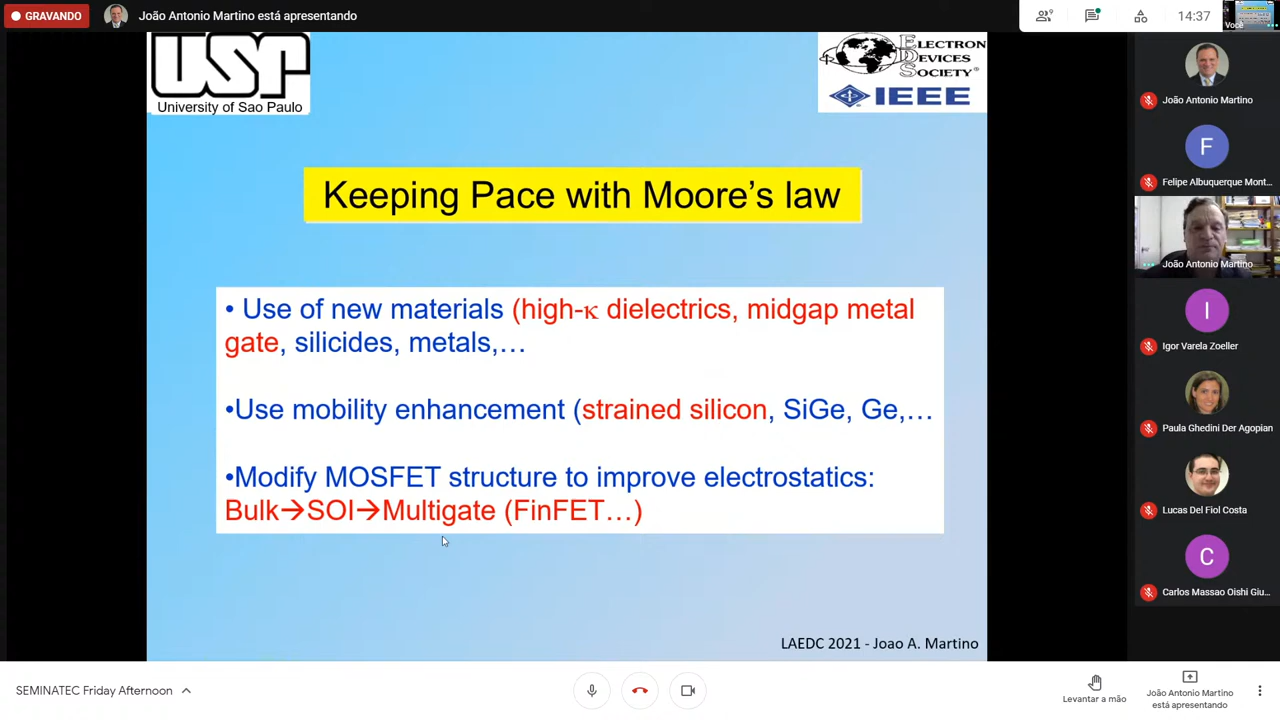 GRAVANDO
João Antonio Martino está apresentando
9
14:37
Você
USP
University of Sao Paulo
ELECTRON
DEVICES
SOCIETY®
IEEE
Keeping Pace with Moore's law
• Use of new materials (high-κ dielectrics, midgap metal
gate, silicides, metals,…
•Use mobility enhancement (strained silicon, SiGe, Ge,…
•Modify MOSFET structure to improve electrostatics:
Bulk→SOI→Multigate (FinFET…)
LAEDC 2021 - Joao A. Martino
João Antonio Martino
F
Felipe Albuquerque Mont...
João Antonio Martino
I
Igor Varela Zoeller
Paula Ghedini Der Agopian
Lucas Del Fiol Costa
C
Carlos Massao Oishi Giu...
SEMINATEC Friday Afternoon
Levantar a mão
João Antonio Martino
está apresentando